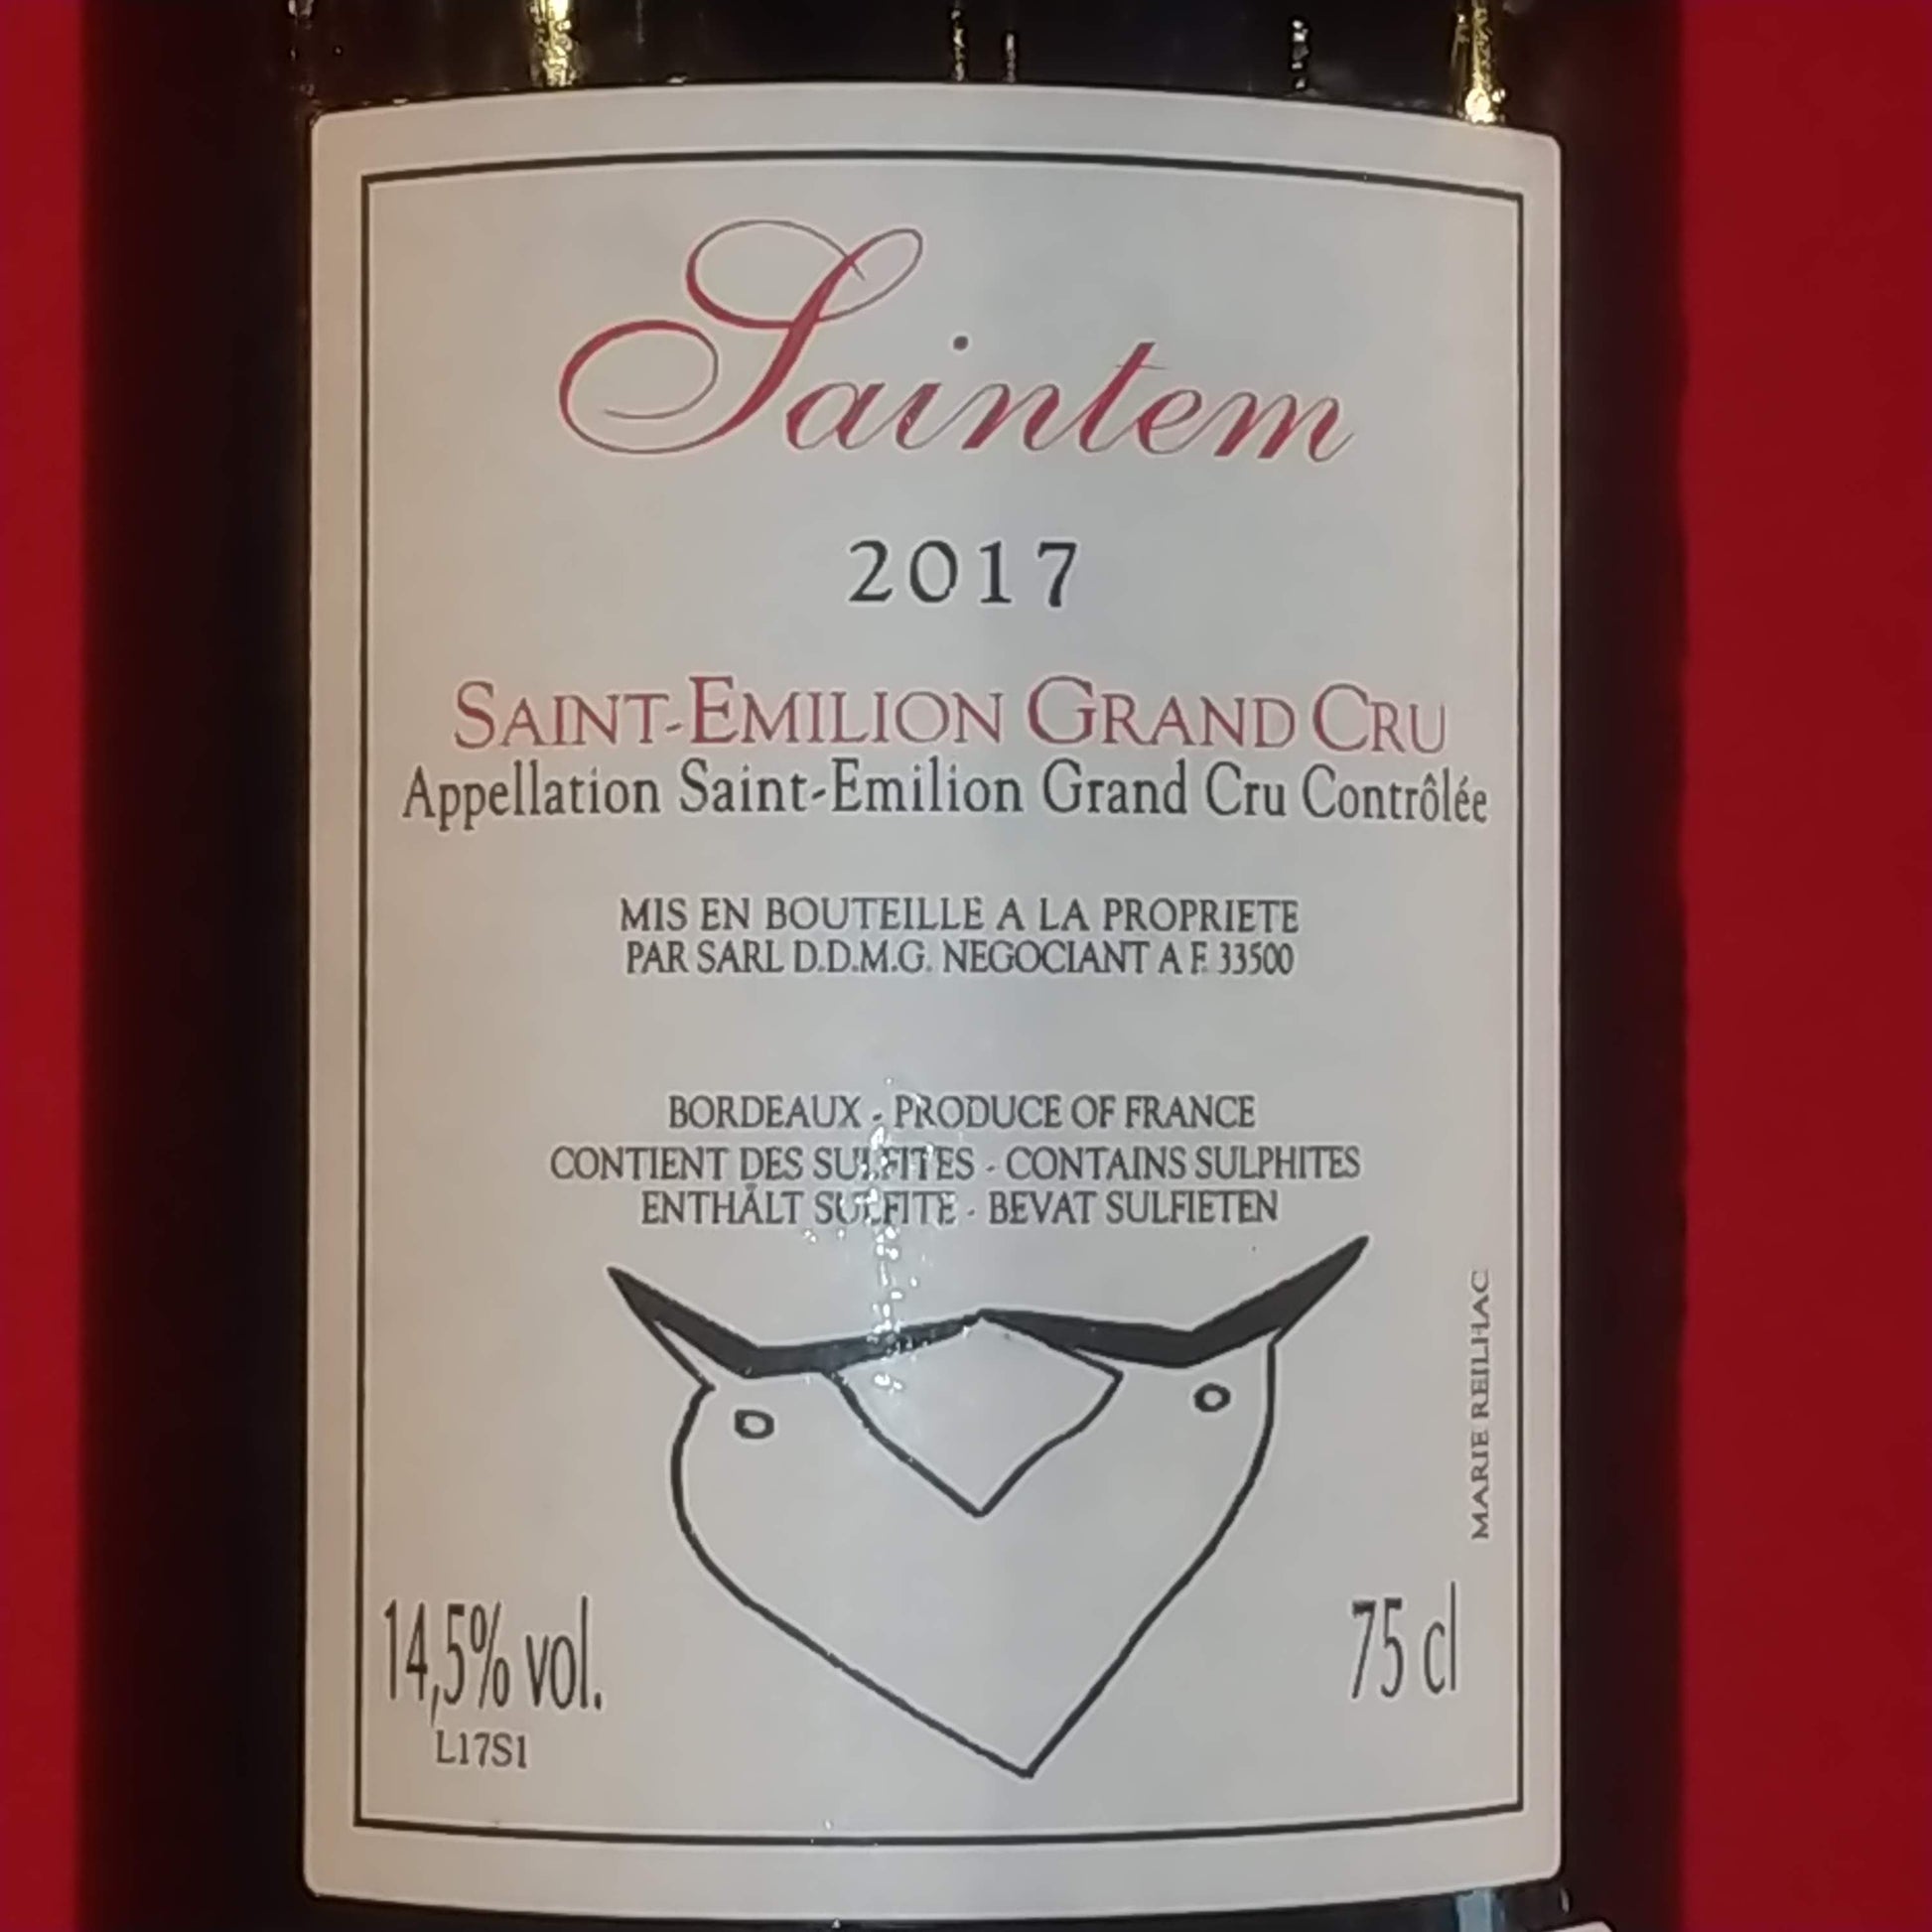 Saintem
2017
SAINT-EMILION GRAND CRU
Appellation Saint-Emilion Grand Cru Contrôlée
MIS EN BOUTEILLE A LA PROPRIETE
PAR SARL D.D.M.G. NEGOCIANT A F. 33500
BORDEAUX - PRODUCE OF FRANCE
CONTIENT DES SULFITES - CONTAINS SULPHITES
ENTHÄLT SULFITE - BEVAT SULFIETEN
MARIE REILHAC
14,5% vol.
75 cl
L17S1